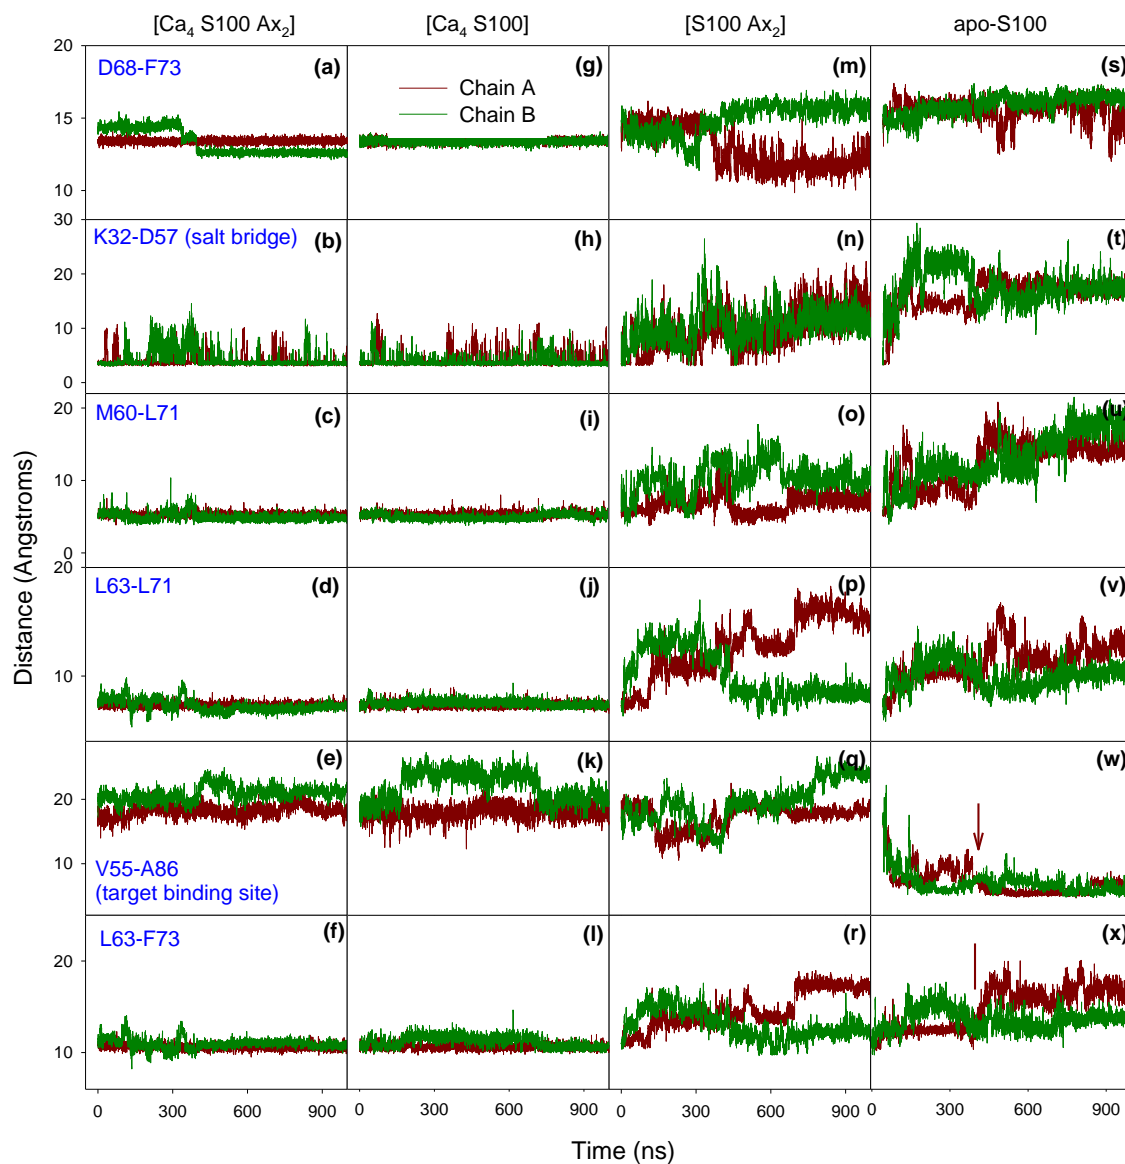 [Ca4 S100 Ax2] [Ca4 S100] [S100 Ax2] apo-S100
20
15
10
D68-F73 (a) (g) (m) (s)
Chain A
Chain B
30
20
10
0
K32-D57 (salt bridge) (b) (h) (n) (t)
20
10
0
M60-L71 (c) (i) (o) (u)
20
10
L63-L71 (d) (j) (p) (v)
20
10
(e) (k) (q) (w)
V55-A86
(target binding site)
20
10
L63-F73 (f) (l) (r) (x)
Distance (Angstroms)
0 300 600 900 0 300 600 900 0 300 600 900 0 300 600 900
Time (ns)